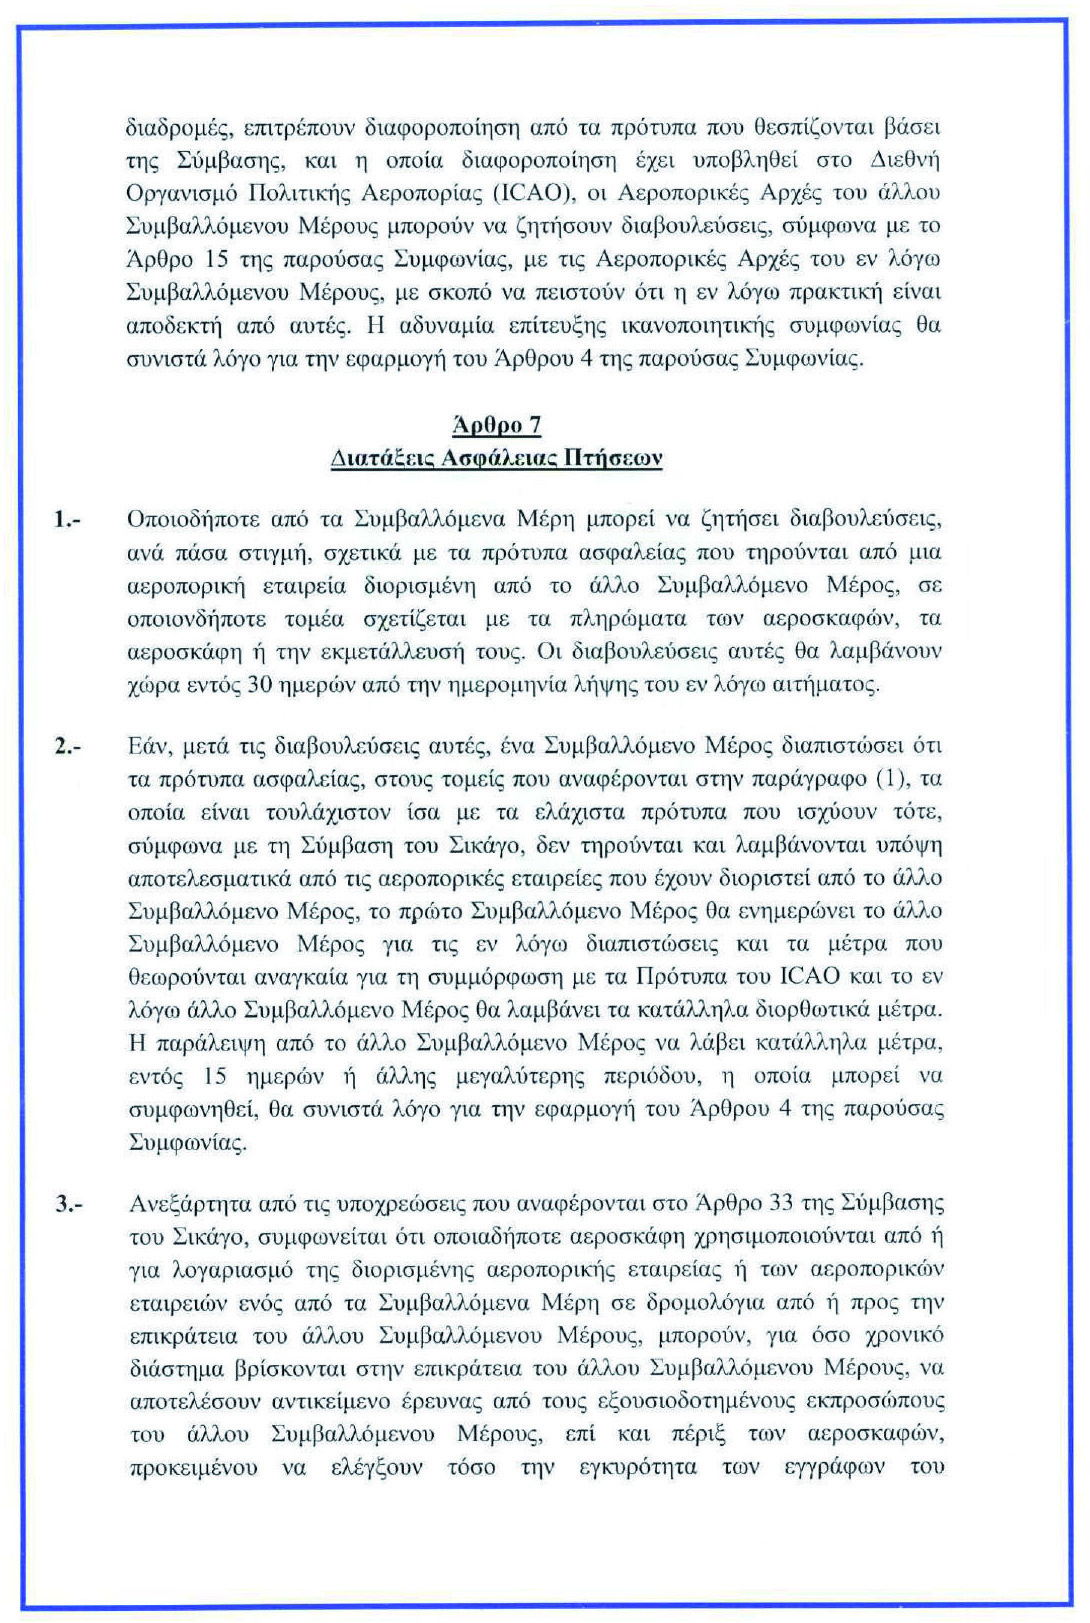 διαδρομές, επιτρέπουν διαφοροποίηση από τα πρότυπα που θεσπίζονται βάσει
της Σύμβασης, και η οποία διαφοροποίηση έχει υποβληθεί στο Διεθνή
Οργανισμό Πολιτικής Αεροπορίας (ICAO), οι Αεροπορικές Αρχές του άλλου
Συμβαλλόμενου Μέρους μπορούν να ζητήσουν διαβουλεύσεις, σύμφωνα με το
Άρθρο 15 της παρούσας Συμφωνίας, με τις Αεροπορικές Αρχές του εν λόγω
Συμβαλλόμενου Μέρους, με σκοπό να πειστούν ότι η εν λόγω πρακτική είναι
αποδεκτή από αυτές. Η αδυναμία επίτευξης ικανοποιητικής συμφωνίας θα
συνιστά λόγο για την εφαρμογή του Άρθρου 4 της παρούσας Συμφωνίας.
Άρθρο 7
Διατάξεις Ασφάλειας Πτήσεων
1.- Οποιοδήποτε από τα Συμβαλλόμενα Μέρη μπορεί να ζητήσει διαβουλεύσεις,
ανά πάσα στιγμή, σχετικά με τα πρότυπα ασφαλείας που τηρούνται από μια
αεροπορική εταιρεία διορισμένη από το άλλο Συμβαλλόμενο Μέρος, σε
οποιονδήποτε τομέα σχετίζεται με τα πληρώματα των αεροσκαφών, τα
αεροσκάφη ή την εκμετάλλευσή τους. Οι διαβουλεύσεις αυτές θα λαμβάνουν
χώρα εντός 30 ημερών από την ημερομηνία λήψης του εν λόγω αιτήματος.
2.- Εάν, μετά τις διαβουλεύσεις αυτές, ένα Συμβαλλόμενο Μέρος διαπιστώσει ότι
τα πρότυπα ασφαλείας, στους τομείς που αναφέρονται στην παράγραφο (1), τα
οποία είναι τουλάχιστον ίσα με τα ελάχιστα πρότυπα που ισχύουν τότε,
σύμφωνα με τη Σύμβαση του Σικάγο, δεν τηρούνται και λαμβάνονται υπόψη
αποτελεσματικά από τις αεροπορικές εταιρείες που έχουν διοριστεί από το άλλο
Συμβαλλόμενο Μέρος, το πρώτο Συμβαλλόμενο Μέρος θα ενημερώνει το άλλο
Συμβαλλόμενο Μέρος για τις εν λόγω διαπιστώσεις και τα μέτρα που
θεωρούνται αναγκαία για τη συμμόρφωση με τα Πρότυπα του ICAO και το εν
λόγω άλλο Συμβαλλόμενο Μέρος θα λαμβάνει τα κατάλληλα διορθωτικά μέτρα.
Η παράλειψη από το άλλο Συμβαλλόμενο Μέρος να λάβει κατάλληλα μέτρα,
εντός 15 ημερών ή άλλης μεγαλύτερης περιόδου, η οποία μπορεί να
συμφωνηθεί, θα συνιστά λόγο για την εφαρμογή του Άρθρου 4 της παρούσας
Συμφωνίας.
3.- Ανεξάρτητα από τις υποχρεώσεις που αναφέρονται στο Άρθρο 33 της Σύμβασης
του Σικάγο, συμφωνείται ότι οποιαδήποτε αεροσκάφη χρησιμοποιούνται από ή
για λογαριασμό της διορισμένης αεροπορικής εταιρείας ή των αεροπορικών
εταιρειών ενός από τα Συμβαλλόμενα Μέρη σε δρομολόγια από ή προς την
επικράτεια του άλλου Συμβαλλόμενου Μέρους, μπορούν, για όσο χρονικό
διάστημα βρίσκονται στην επικράτεια του άλλου Συμβαλλόμενου Μέρους, να
αποτελέσουν αντικείμενο έρευνας από τους εξουσιοδοτημένους εκπροσώπους
του άλλου Συμβαλλόμενου Μέρους, επί και πέριξ των αεροσκαφών,
προκειμένου να ελέγξουν τόσο την εγκυρότητα των εγγράφων του